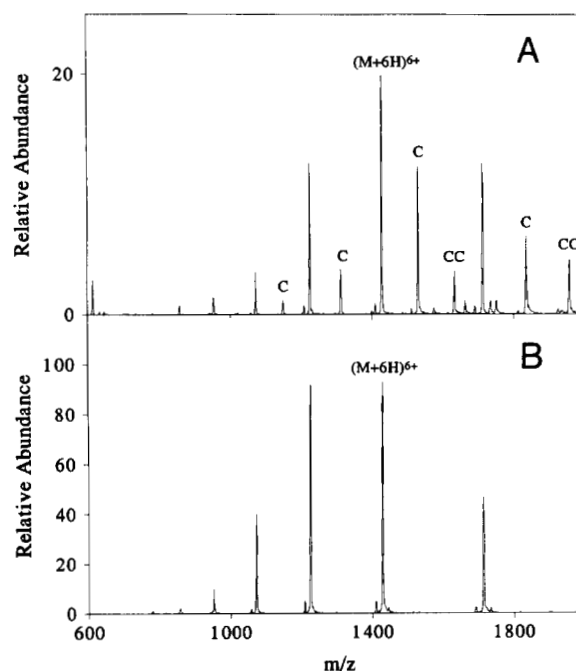 A
(M+6H)6+
20
C
C
C
CC
C
CC
0
Relative Abundance
B
(M+6H)6+
100
80
60
40
20
0
Relative Abundance
600 1000 1400 1800
m/z